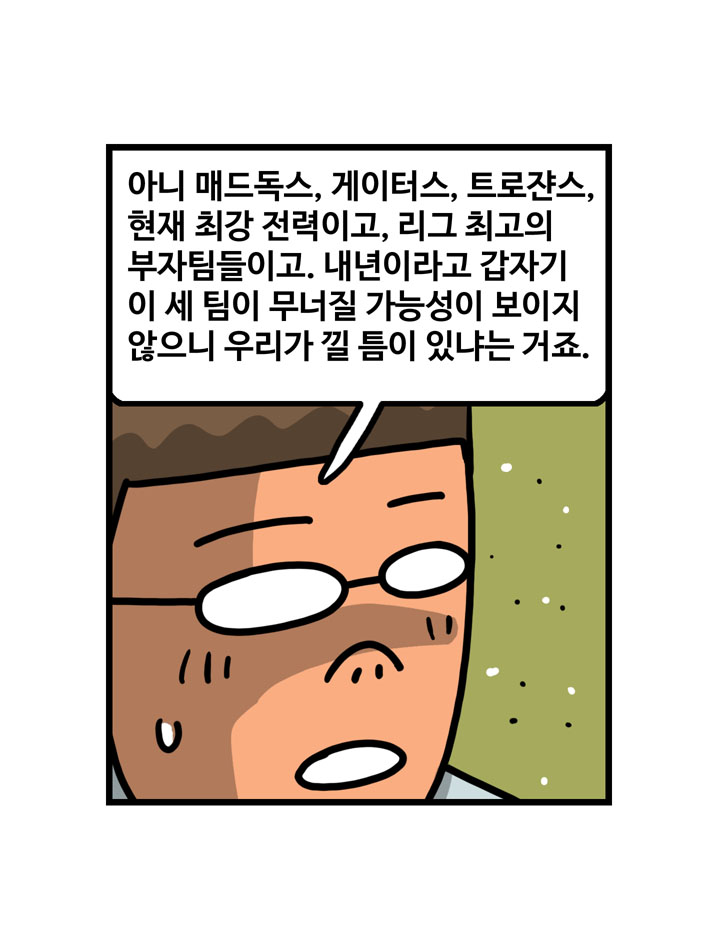 아니 매드독스, 게이터스, 트로쟌스,
현재 최강 전력이고, 리그 최고의
부자팀들이고. 내년이라고 갑자기
이 세 팀이 무너질 가능성이 보이지
않으니 우리가 낄 틈이 있냐는 거죠.